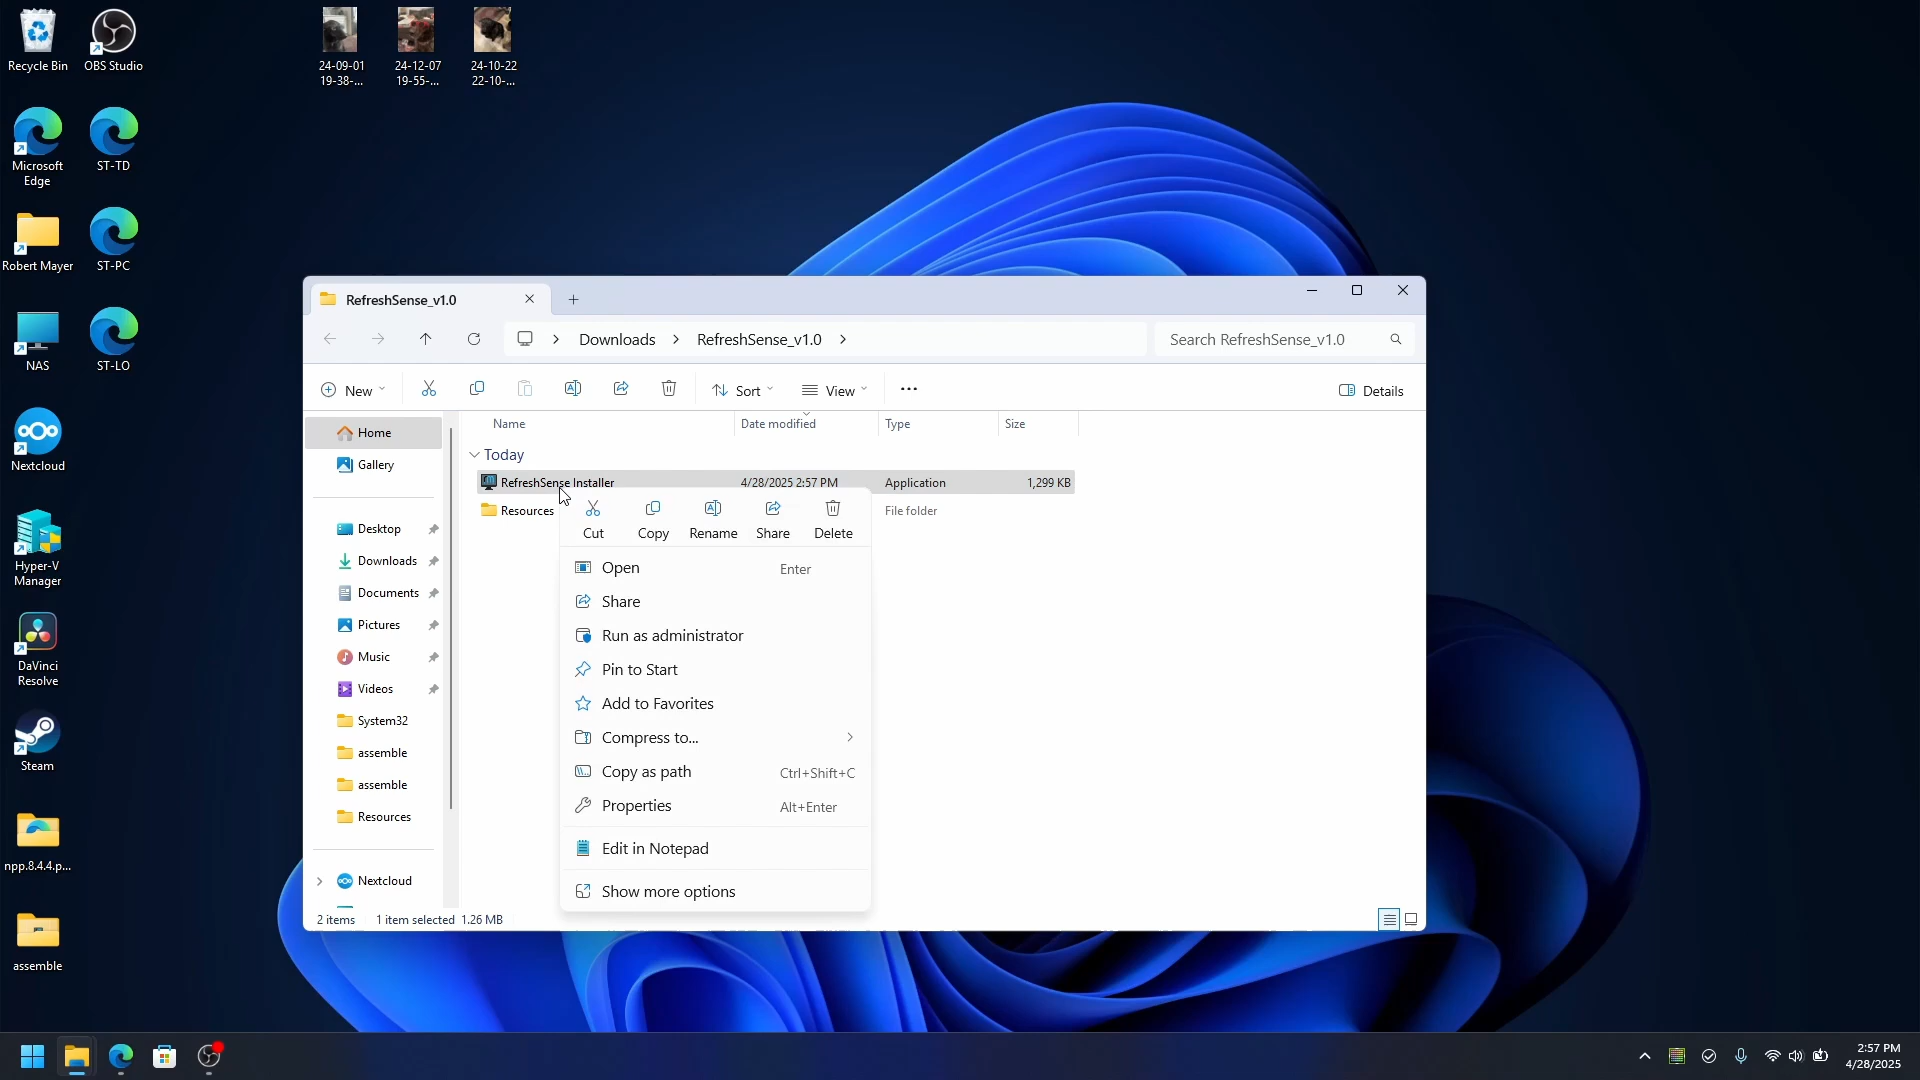 Recycle Bin
OBS Studio
24-09-01
19-38-...
24-12-07
19-55-...
24-10-22
22-10-...
Microsoft
Edge
ST-TD
Robert Mayer
ST-PC
NAS
ST-LO
Nextcloud
Hyper-V
Manager
DaVinci
Resolve
Steam
npp.8.4.4.p...
assemble
RefreshSense_v1.0
Downloads
RefreshSense_v1.0
Search RefreshSense_v1.0
New
Sort
View
Details
Home
Gallery
Desktop
Downloads
Documents
Pictures
Music
Videos
System32
assemble
assemble
Resources
Nextcloud
Name
Date modified
Type
Size
Today
RefreshSense Installer
4/28/2025 2:57 PM
Application
1,299 KB
Resources
File folder
Cut
Copy
Rename
Share
Delete
Open
Enter
Share
Run as administrator
Pin to Start
Add to Favorites
Compress to...
Copy as path
Ctrl+Shift+C
Properties
Alt+Enter
Edit in Notepad
Show more options
2 items
1 item selected 1.26 MB
2:57 PM
4/28/2025